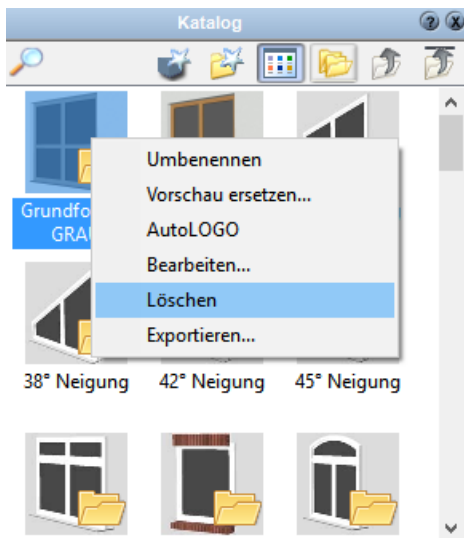 Katalog
Umbenennen
Vorschau ersetzen...
AutoLOGO
Bearbeiten...
Löschen
Exportieren...
38° Neigung
42° Neigung
45° Neigung